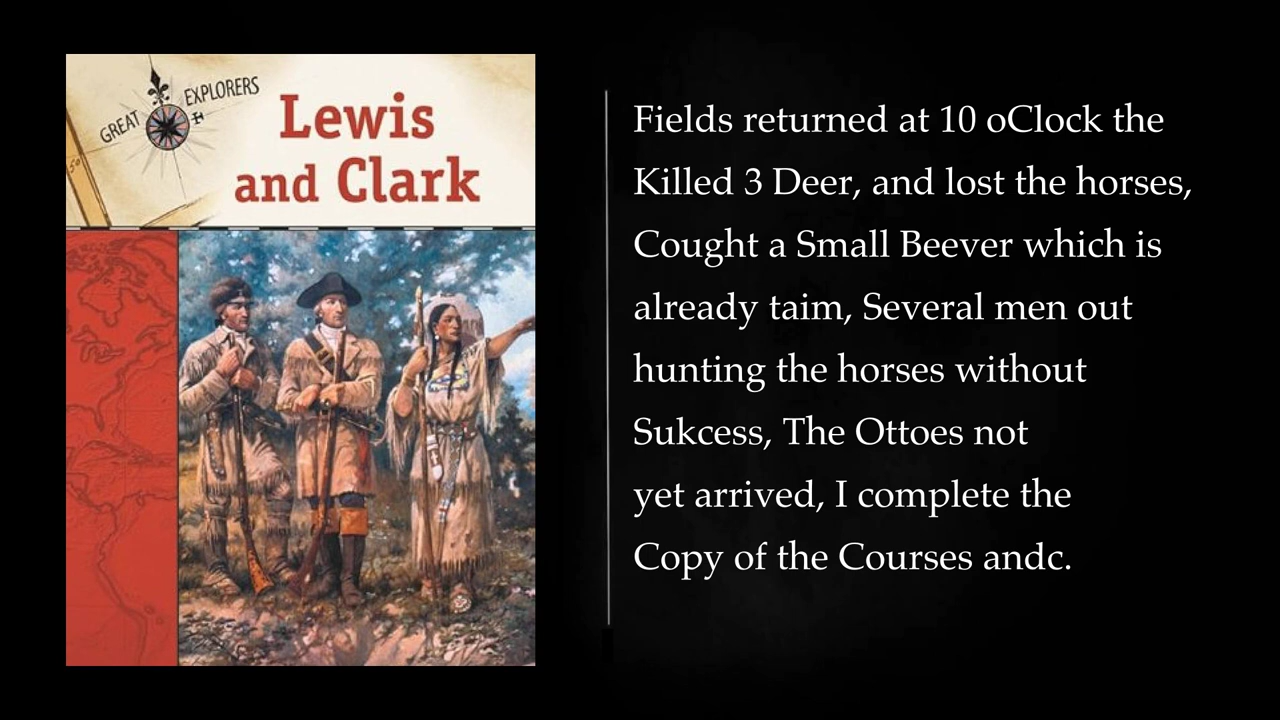 GREAT EXPLORERS
Lewis
and Clark
Fields returned at 10 oClock the
Killed 3 Deer, and lost the horses,
Cought a Small Beever which is
already taim, Several men out
hunting the horses without
Sukcess, The Ottoes not
yet arrived, I complete the
Copy of the Courses andc.